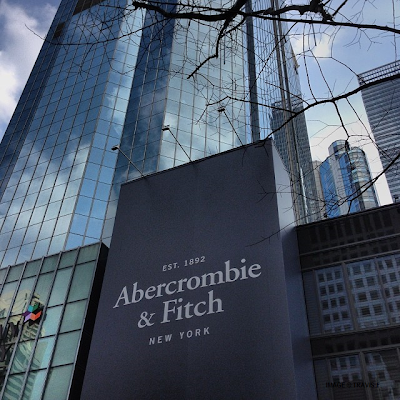 EST. 1892
Abercrombie
& Fitch
NEW YORK